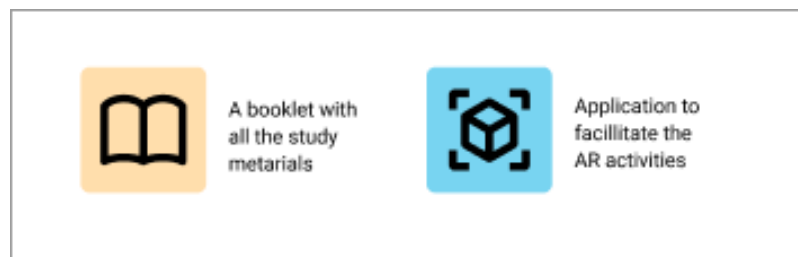 A booklet with
all the study
metarials
Application to
facillitate the
AR activities